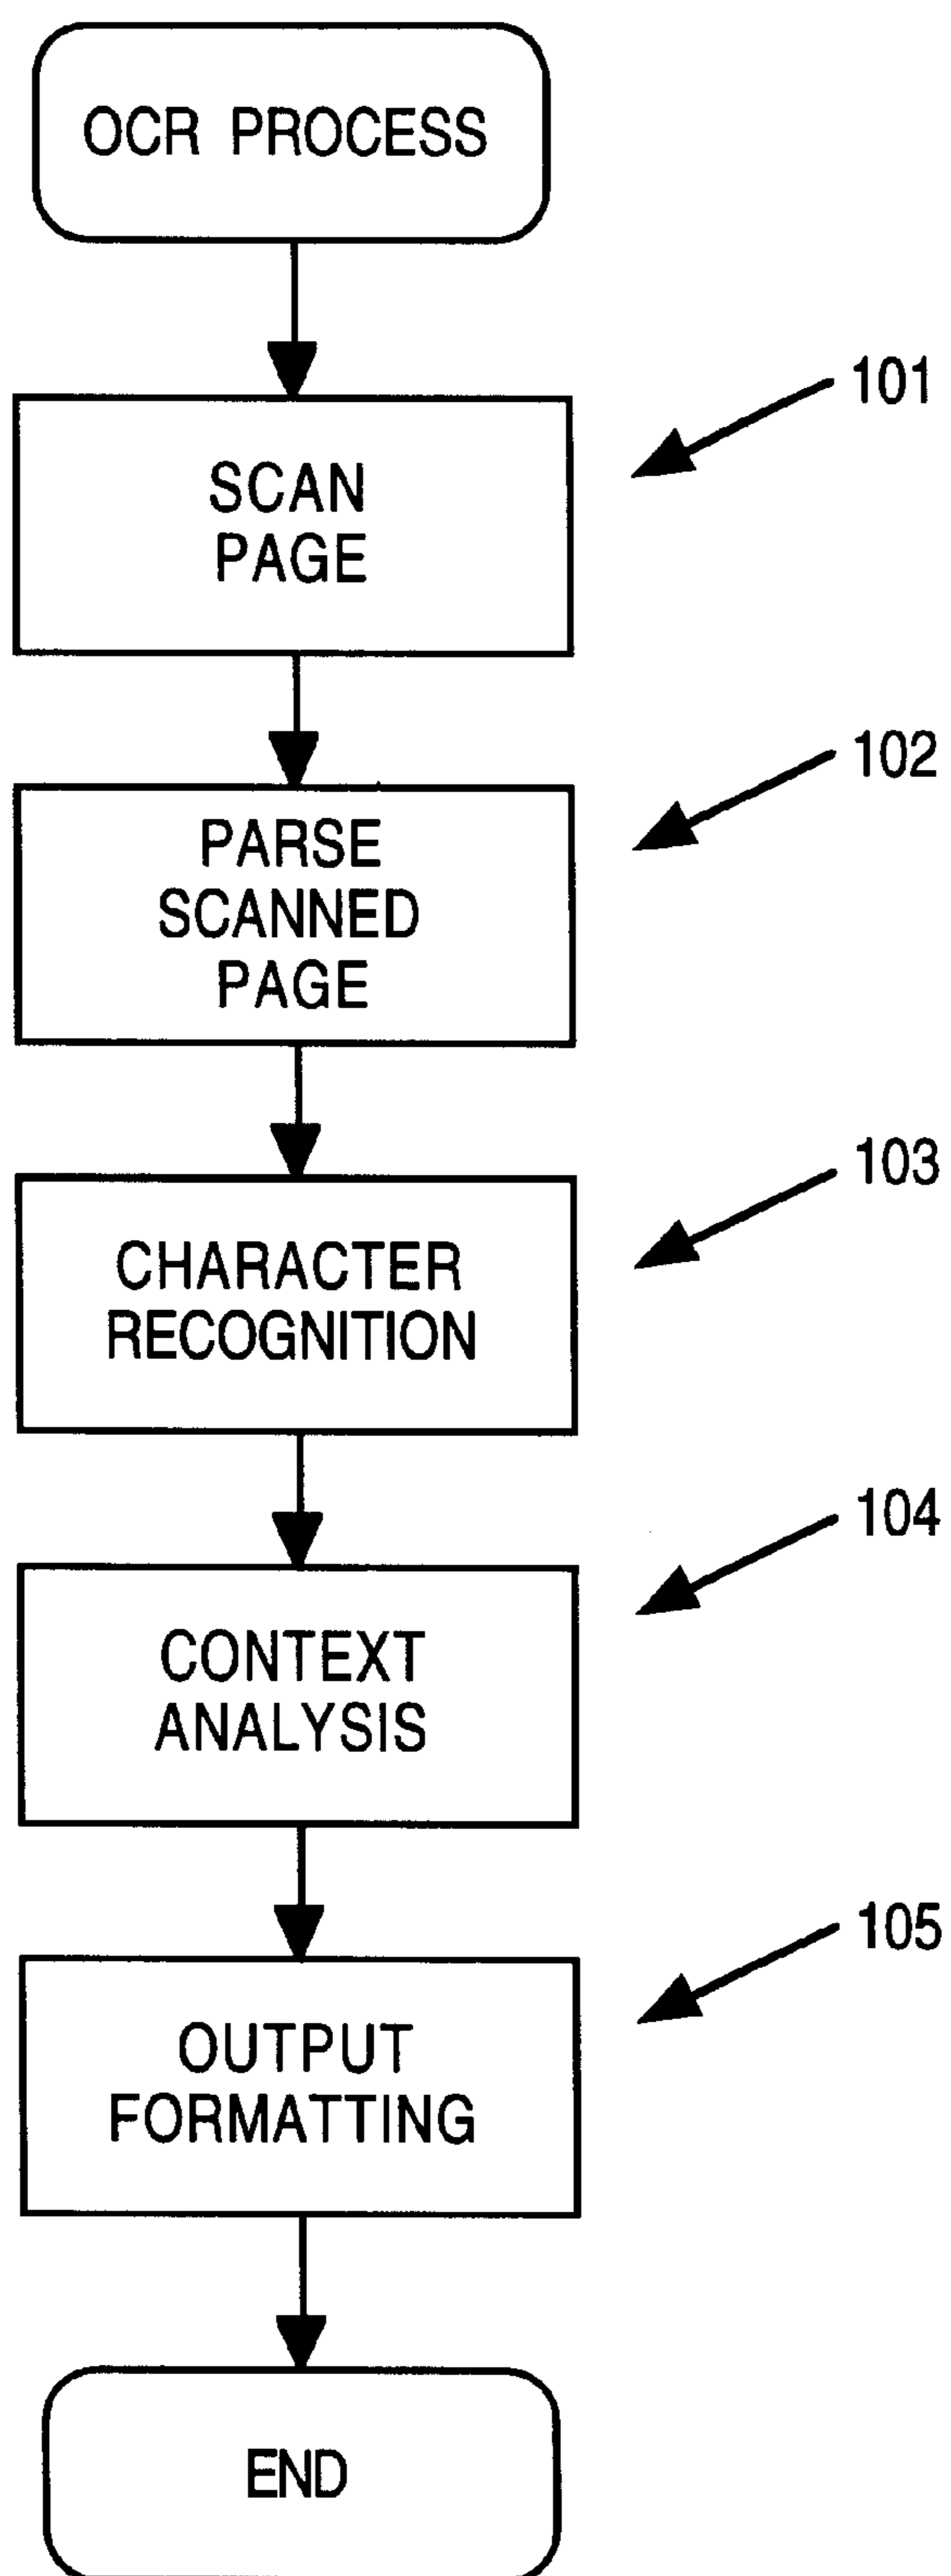 OCR PROCESS
101
SCAN
PAGE
102
PARSE
SCANNED
PAGE
103
CHARACTER
RECOGNITION
104
CONTEXT
ANALYSIS
105
OUTPUT
FORMATTING
END